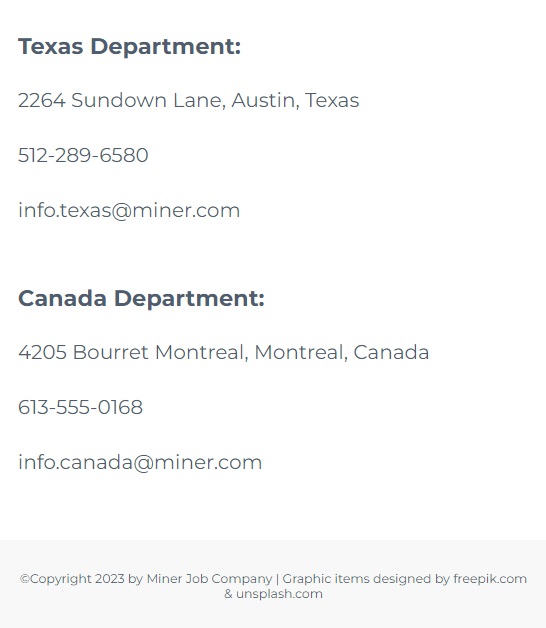 Texas Department:
2264 Sundown Lane, Austin, Texas
512-289-6580
info.texas@miner.com
Canada Department:
4205 Bourret Montreal, Montreal, Canada
613-555-0168
info.canada@miner.com
©Copyright 2023 by Miner Job Company | Graphic items designed by freepik.com
& unsplash.com